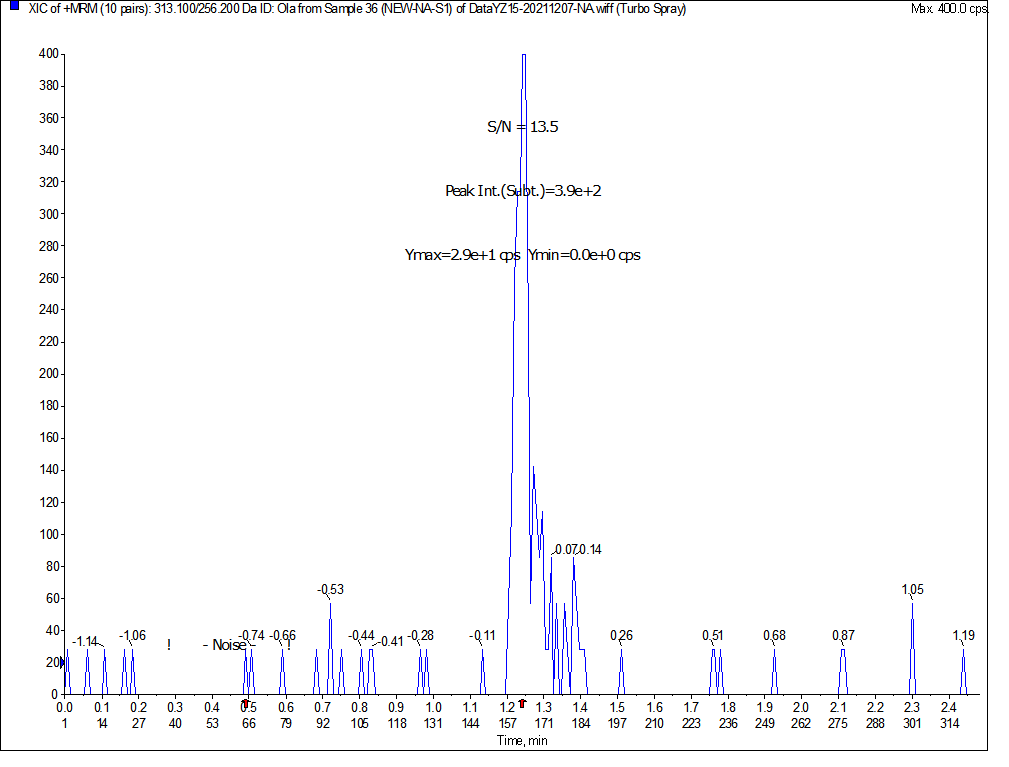 XIC of +MRM (10 pairs): 313.100/256.200 Da ID: Ola from Sample 36 (NEW-NA-S1) of DataYZ15-20211207-NA.wiff (Turbo Spray)
Max. 400.0 cps.
400
380
360
340
320
300
280
260
240
220
200
180
160
140
120
100
80
60
40
20
0
S/N = 13.5
Peak Int.(Subt.)=3.9e+2
Ymax=2.9e+1 cps Ymin=0.0e+0 cps
0.07 0.14
-0.53 1.05
-1.14 -1.06 ! - Noise - ! -0.74 -0.66 -0.44 -0.41 -0.28 -0.11 0.26 0.51 0.68 0.87 1.19
0.0 0.1 0.2 0.3 0.4 0.5 0.6 0.7 0.8 0.9 1.0 1.1 1.2 1.3 1.4 1.5 1.6 1.7 1.8 1.9 2.0 2.1 2.2 2.3 2.4
1 14 27 40 53 66 79 92 105 118 131 144 157 171 184 197 210 223 236 249 262 275 288 301 314
Time, min